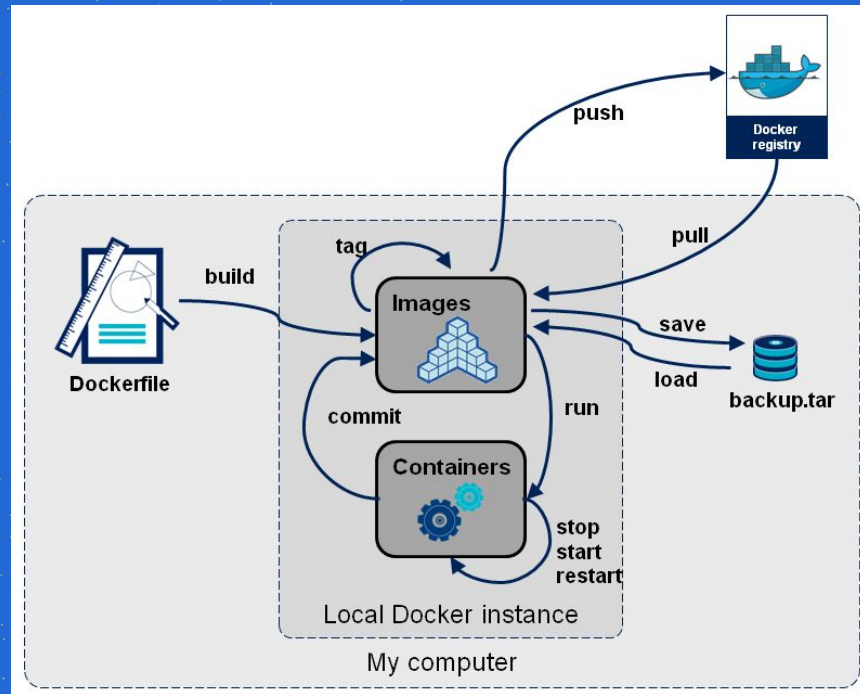 push
Docker
registry
pull
tag
build
Images
save
Dockerfile
load
backup.tar
commit
run
Containers
stop
start
restart
Local Docker instance
My computer